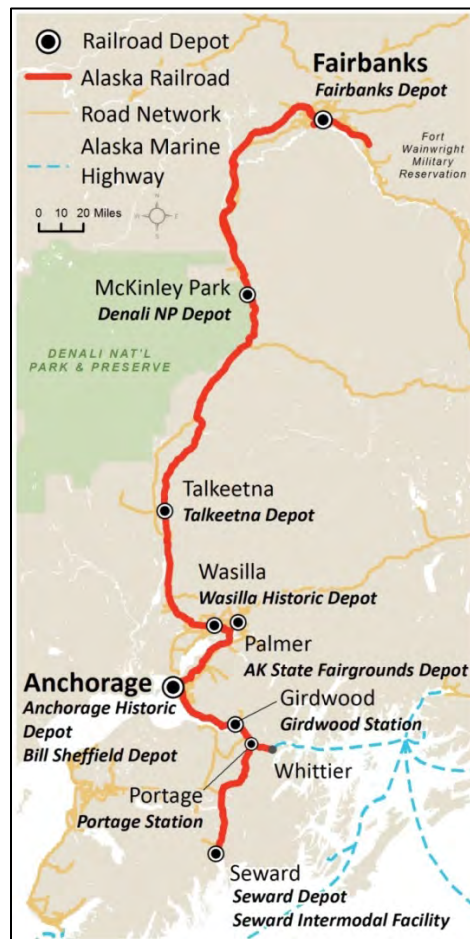 Railroad Depot
Alaska Railroad
Road Network
Alaska Marine
Highway
0 10 20 Miles
N
Fairbanks
Fairbanks Depot
Fort
Wainwright
Military
Reservation
McKinley Park
Denali NP Depot
DENALI NAT'L
PARK & PRESERVE
Talkeetna
Talkeetna Depot
Wasilla
Wasilla Historic Depot
Palmer
AK State Fairgrounds Depot
Anchorage
Anchorage Historic
Depot
Bill Sheffield Depot
Girdwood
Girdwood Station
Whittier
Portage
Portage Station
Seward
Seward Depot
Seward Intermodal Facility